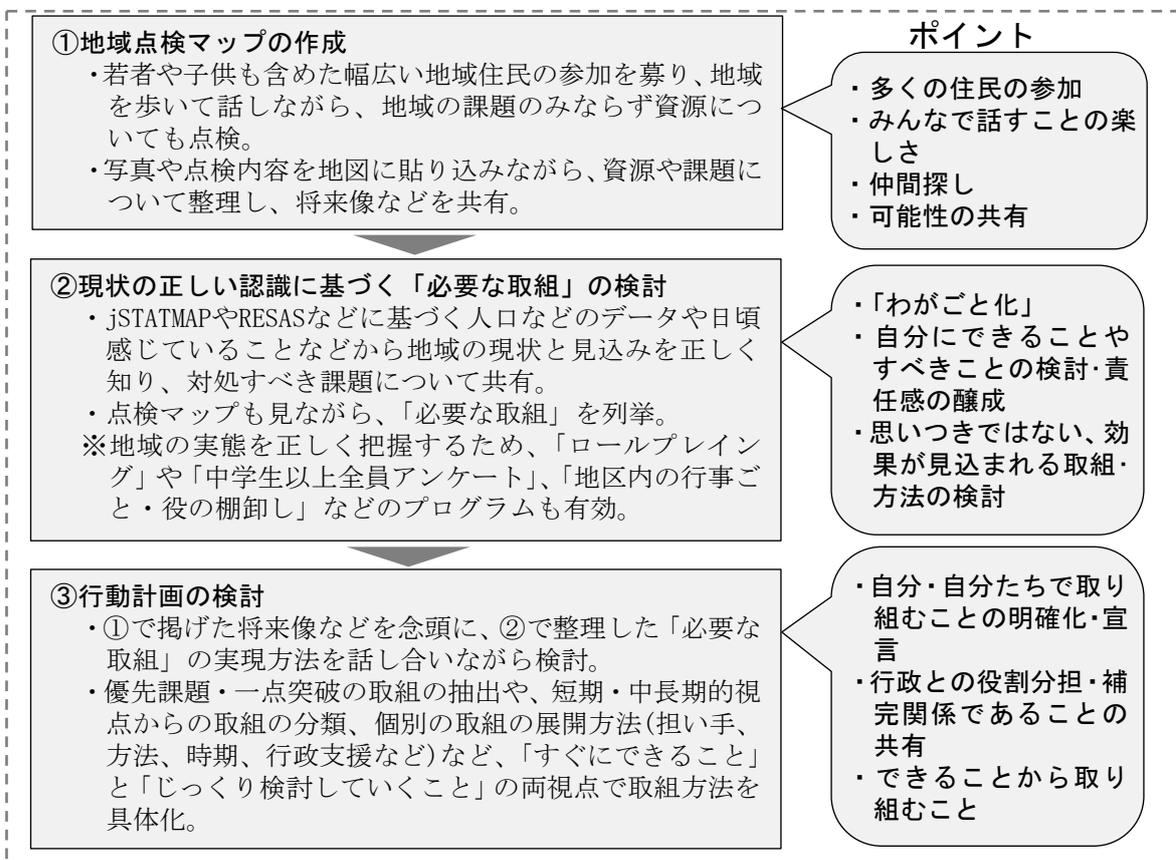 ポイント
①地域点検マップの作成
・若者や子供も含めた幅広い地域住民の参加を募り、地域
を歩いて話しながら、地域の課題のみならず資源につ
いても点検。
・写真や点検内容を地図に貼り込みながら、資源や課題に
ついて整理し、将来像などを共有。
・多くの住民の参加
・みんなで話すことの楽
しさ
・仲間探し
・可能性の共有
②現状の正しい認識に基づく「必要な取組」の検討
・jSTATMAPやRESASなどに基づく人口などのデータや日頃
感じていることなどから地域の現状と見込みを正しく
知り、対処すべき課題について共有。
・点検マップも見ながら、「必要な取組」を列挙。
※地域の実態を正しく把握するため、「ロールプレイン
グ」や「中学生以上全員アンケート」、「地区内の行事ご
と・役の棚卸し」などのプログラムも有効。
・「わがごと化」
・自分にできることや
すべきことの検討・責
任感の醸成
・思いつきではない、効
果が見込まれる取組・
方法の検討
③行動計画の検討
・①で掲げた将来像などを念頭に、②で整理した「必要な
取組」の実現方法を話し合いながら検討。
・優先課題・一点突破の取組の抽出や、短期・中長期的視
点からの取組の分類、個別の取組の展開方法(担い手、
方法、時期、行政支援など)など、「すぐにできること」
と「じっくり検討していくこと」の両視点で取組方法を
具体化。
・自分・自分たちで取り
組むことの明確化・宣
言
・行政との役割分担・補
完関係であることの
共有
・できることから取り
組むこと